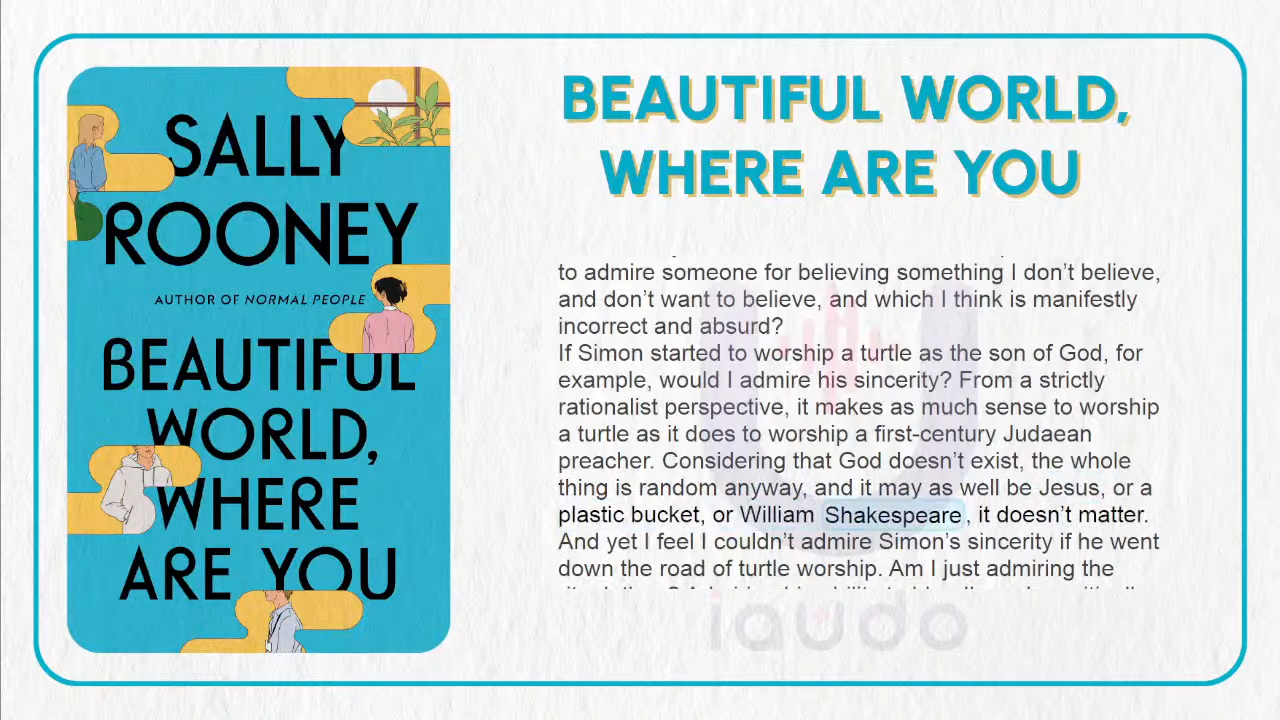 SALLY
ROONEY
AUTHOR OF NORMAL PEOPLE
BEAUTIFUL
WORLD,
WHERE
ARE YOU
BEAUTIFUL WORLD,
WHERE ARE YOU
to admire someone for believing something I don’t believe,
and don’t want to believe, and which I think is manifestly
incorrect and absurd?
If Simon started to worship a turtle as the son of God, for
example, would I admire his sincerity? From a strictly
rationalist perspective, it makes as much sense to worship
a turtle as it does to worship a first-century Judaean
preacher. Considering that God doesn’t exist, the whole
thing is random anyway, and it may as well be Jesus, or a
plastic bucket, or William Shakespeare, it doesn’t matter.
And yet I feel I couldn’t admire Simon’s sincerity if he went
down the road of turtle worship. Am I just admiring the
iaudo